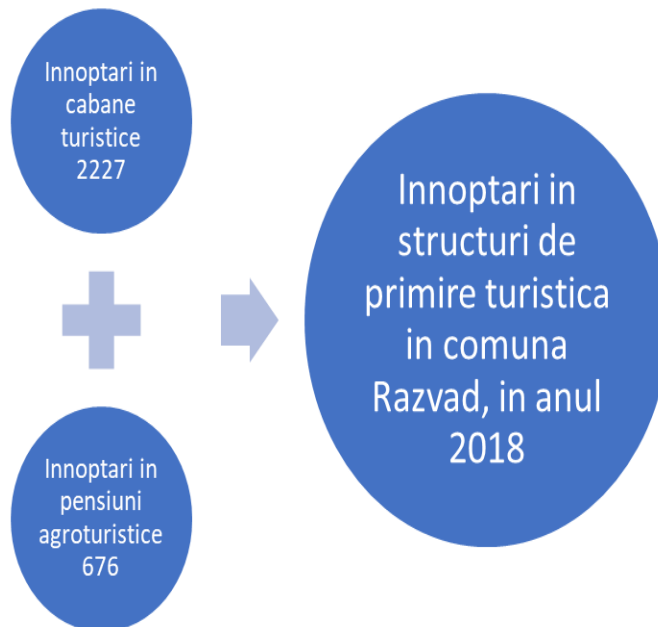 Innoptari in
cabane
turistice
2227
Innoptari in
pensiuni
agroturistice
676
Innoptari in
structuri de
primire turistica
in comuna
Razvad, in anul
2018